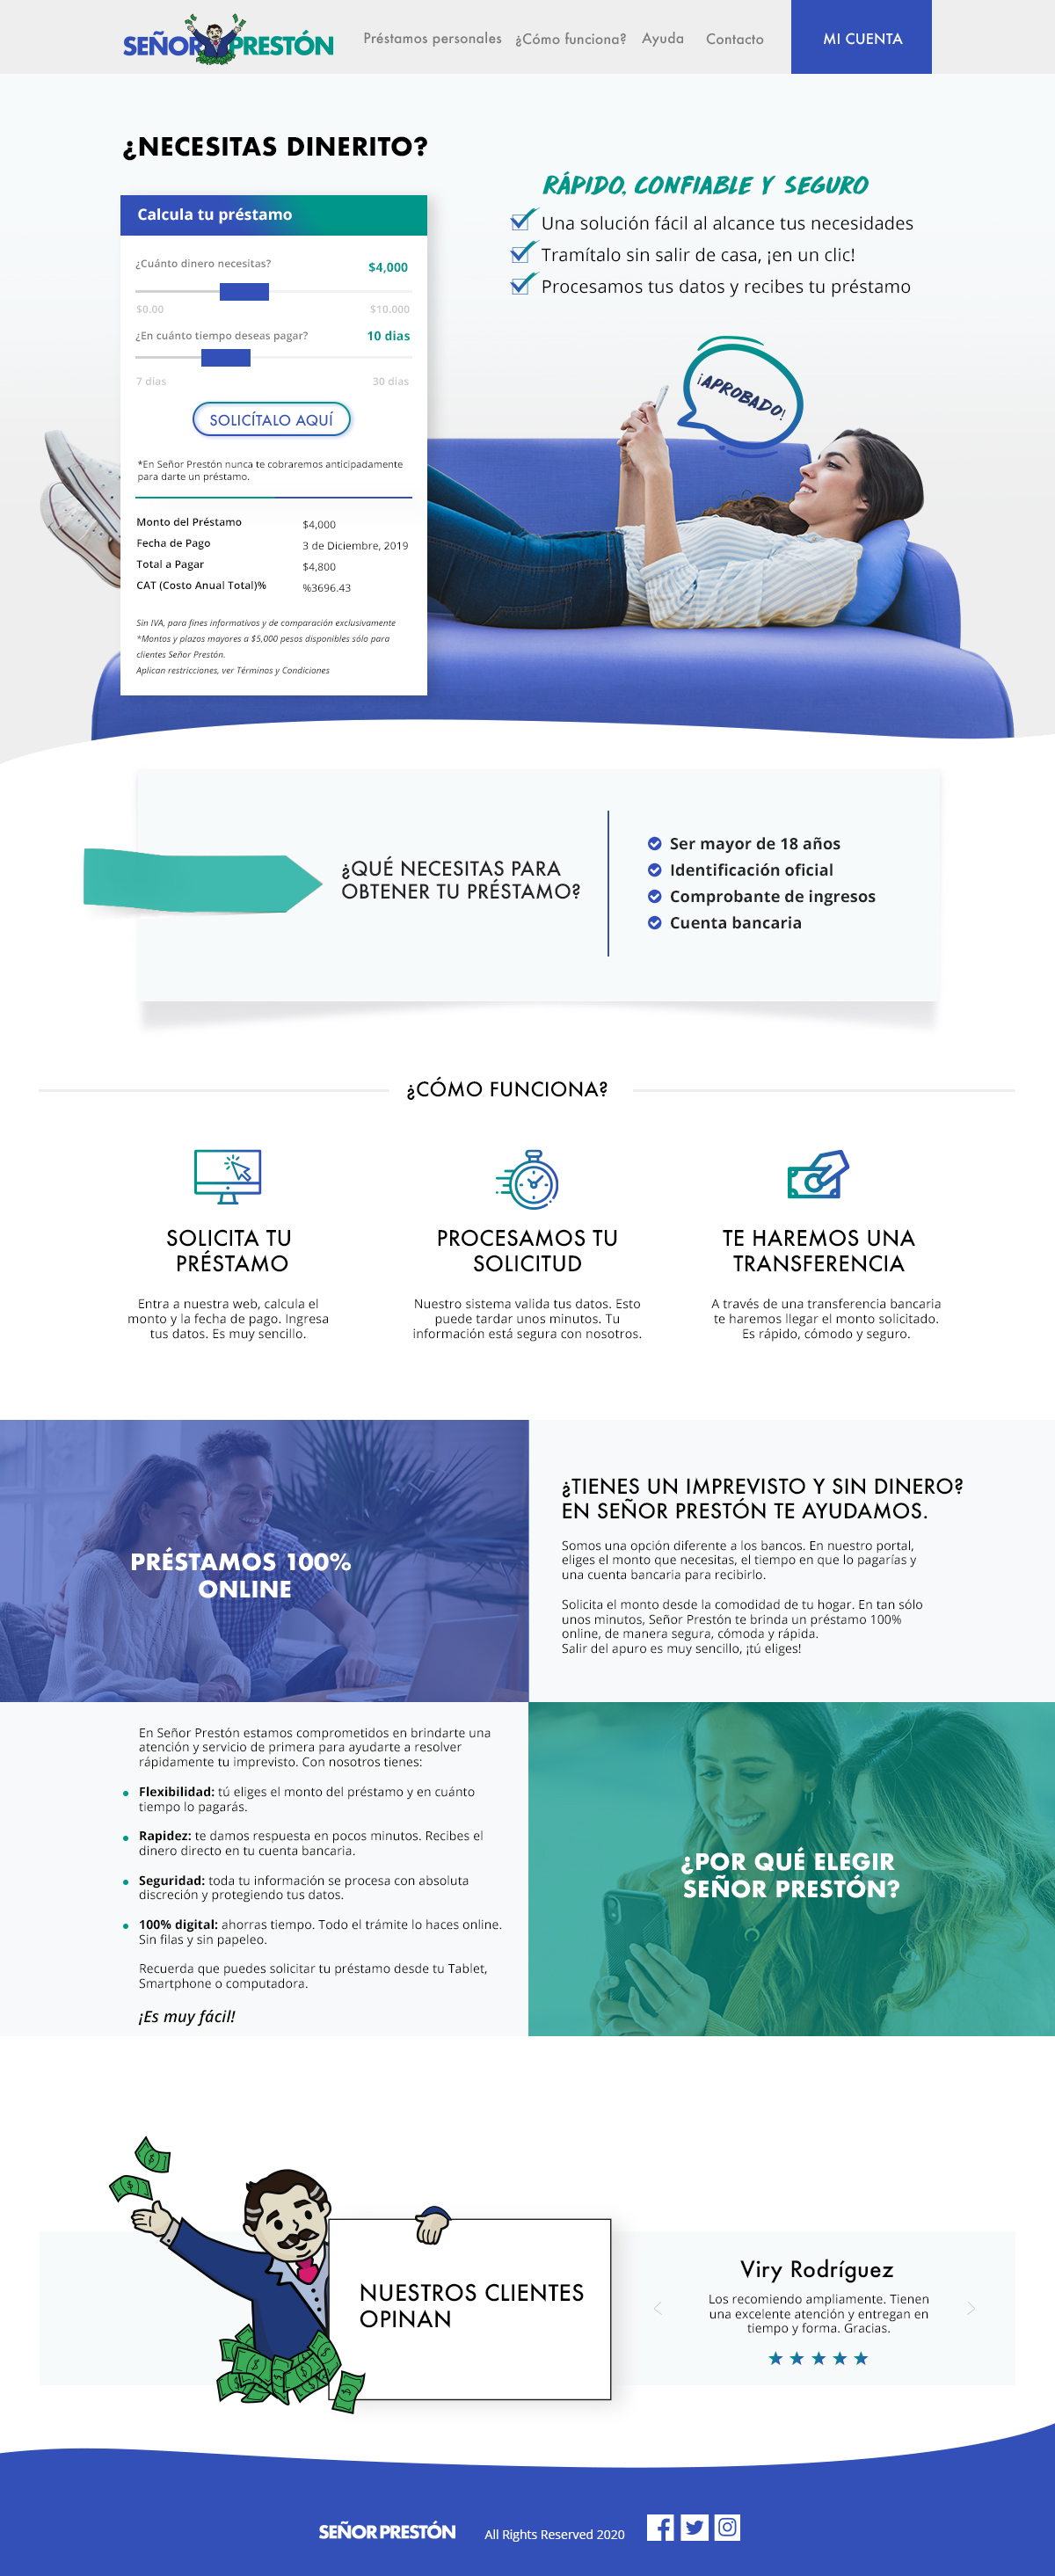 SEÑOR PRESTÓN
Préstamos personales
¿Cómo funciona?
Ayuda
Contacto
MI CUENTA
¿NECESITAS DINERITO?
Calcula tu préstamo
¿Cuánto dinero necesitas?
$4,000
$0.00
$10.000
¿En cuánto tiempo deseas pagar?
10 dias
7 dias
30 dias
SOLICÍTALO AQUÍ
*En Señor Prestón nunca te cobraremos anticipadamente
para darte un préstamo.
Monto del Préstamo $4,000
Fecha de Pago 3 de Diciembre, 2019
Total a Pagar $4,800
CAT (Costo Anual Total)% %3696.43
Sin IVA, para fines informativos y de comparación exclusivamente
*Montos y plazos mayores a $5,000 pesos disponibles sólo para
clientes Señor Prestón.
Aplican restricciones, ver Términos y Condiciones
RÁPIDO, CONFIABLE Y SEGURO
Una solución fácil al alcance tus necesidades
Tramítalo sin salir de casa, ¡en un clic!
Procesamos tus datos y recibes tu préstamo
¡APROBADO!
¿QUÉ NECESITAS PARA
OBTENER TU PRÉSTAMO?
Ser mayor de 18 años
Identificación oficial
Comprobante de ingresos
Cuenta bancaria
¿CÓMO FUNCIONA?
SOLICITA TU
PRÉSTAMO
Entra a nuestra web, calcula el
monto y la fecha de pago. Ingresa
tus datos. Es muy sencillo.
PROCESAMOS TU
SOLICITUD
Nuestro sistema valida tus datos. Esto
puede tardar unos minutos. Tu
información está segura con nosotros.
TE HAREMOS UNA
TRANSFERENCIA
A través de una transferencia bancaria
te haremos llegar el monto solicitado.
Es rápido, cómodo y seguro.
PRÉSTAMOS 100%
ONLINE
¿TIENES UN IMPREVISTO Y SIN DINERO?
EN SEÑOR PRESTÓN TE AYUDAMOS.
Somos una opción diferente a los bancos. En nuestro portal,
eliges el monto que necesitas, el tiempo en que lo pagarías y
una cuenta bancaria para recibirlo.
Solicita el monto desde la comodidad de tu hogar. En tan sólo
unos minutos, Señor Prestón te brinda un préstamo 100%
online, de manera segura, cómoda y rápida.
Salir del apuro es muy sencillo, ¡tú eliges!
En Señor Prestón estamos comprometidos en brindarte una
atención y servicio de primera para ayudarte a resolver
rápidamente tu imprevisto. Con nosotros tienes:
Flexibilidad: tú eliges el monto del préstamo y en cuánto
tiempo lo pagarás.
Rapidez: te damos respuesta en pocos minutos. Recibes el
dinero directo en tu cuenta bancaria.
Seguridad: toda tu información se procesa con absoluta
discreción y protegiendo tus datos.
100% digital: ahorras tiempo. Todo el trámite lo haces online.
Sin filas y sin papeleo.
Recuerda que puedes solicitar tu préstamo desde tu Tablet,
Smartphone o computadora.
¡Es muy fácil!
¿POR QUÉ ELEGIR
SEÑOR PRESTÓN?
NUESTROS CLIENTES
OPINAN
Viry Rodríguez
Los recomiendo ampliamente. Tienen
una excelente atención y entregan en
tiempo y forma. Gracias.
SEÑOR PRESTÓN
All Rights Reserved 2020